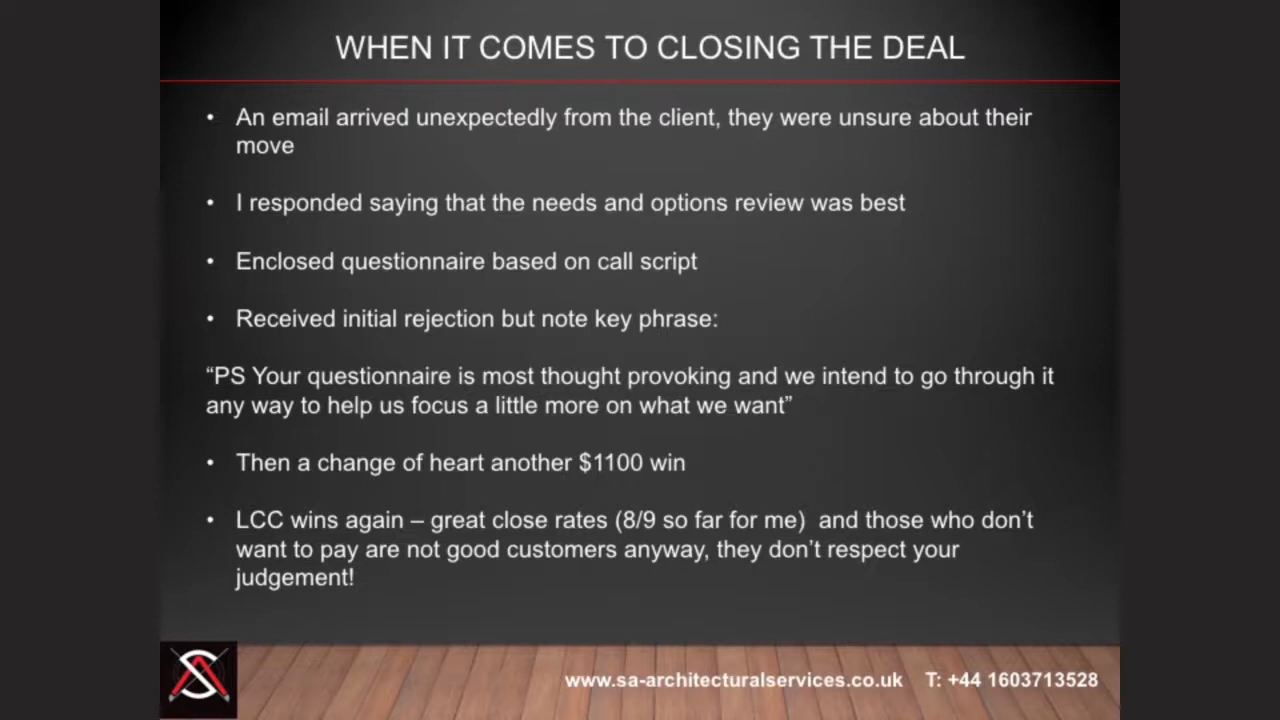 WHEN IT COMES TO CLOSING THE DEAL
• An email arrived unexpectedly from the client, they were unsure about their
move
• I responded saying that the needs and options review was best
• Enclosed questionnaire based on call script
• Received initial rejection but note key phrase:
“PS Your questionnaire is most thought provoking and we intend to go through it
any way to help us focus a little more on what we want”
• Then a change of heart another $1100 win
• LCC wins again – great close rates (8/9 so far for me)  and those who don’t
want to pay are not good customers anyway, they don’t respect your
judgement!
www.sa-architecturalservices.co.uk T: +44 1603713528